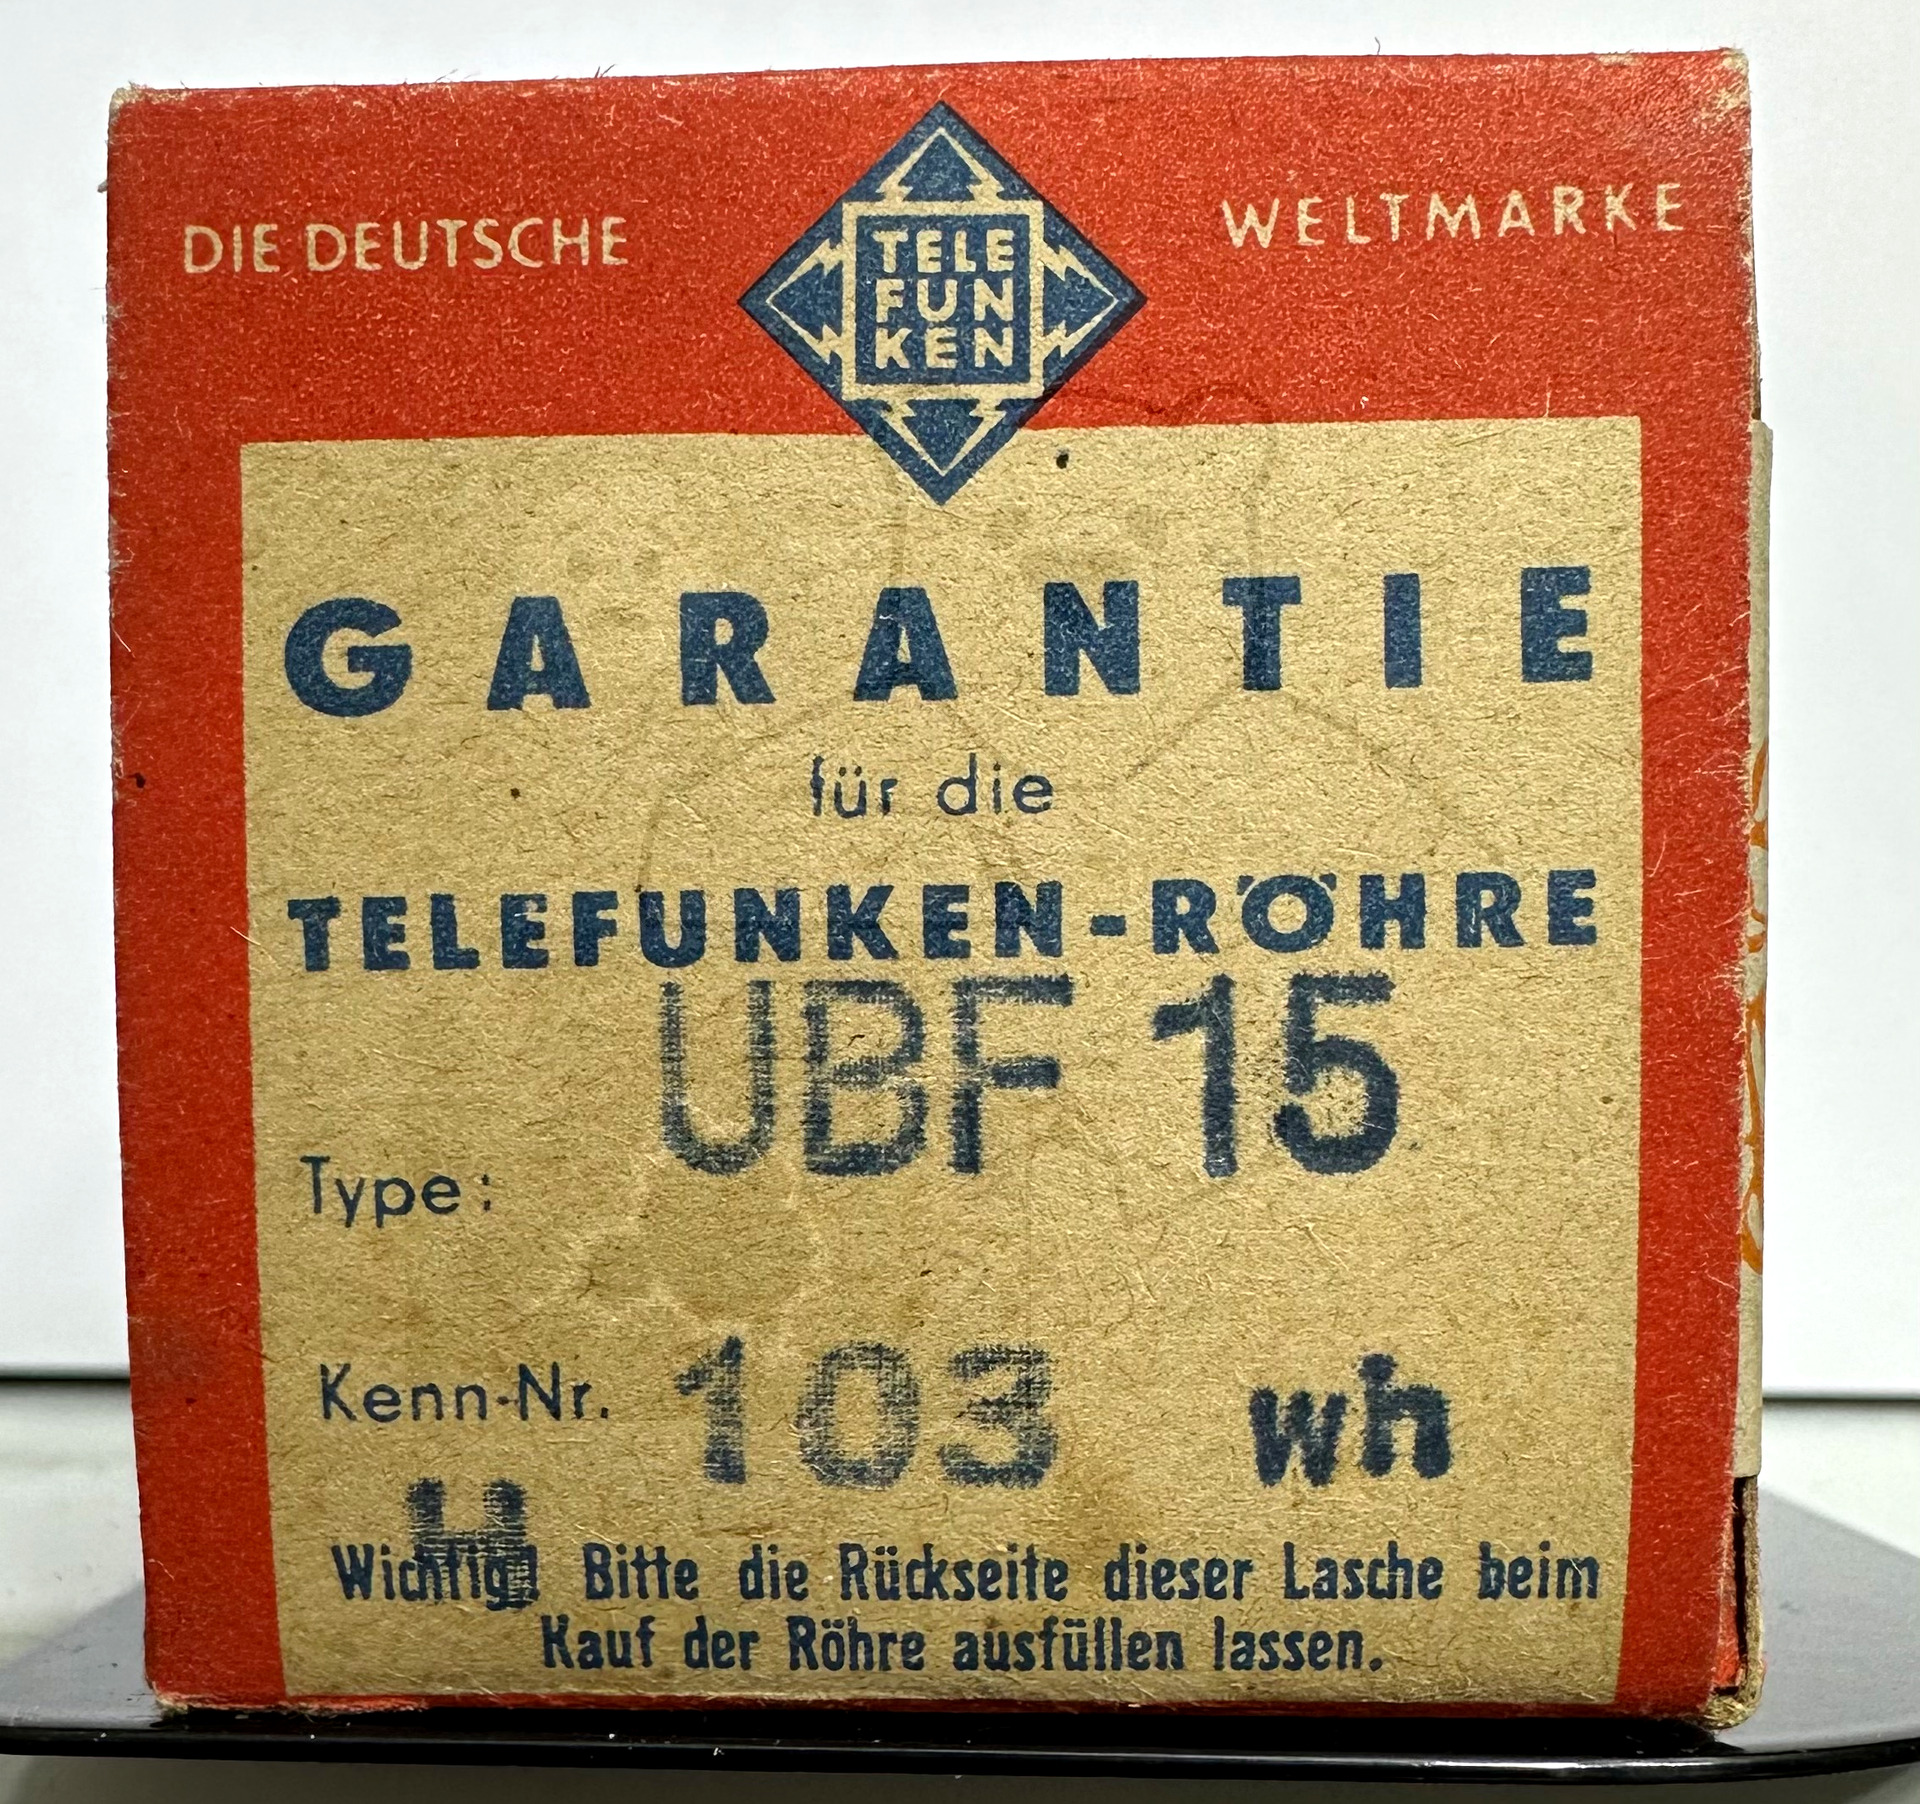 DIE DEUTSCHE WELTMARKE
TELE
FUN
KEN
GARANTIE
für die
TELEFUNKEN-RÖHRE
UBF 15
Type:
Kenn-Nr. 103 wh
H
Wichtig! Bitte die Rückseite dieser Lasche beim
Kauf der Röhre ausfüllen lassen.